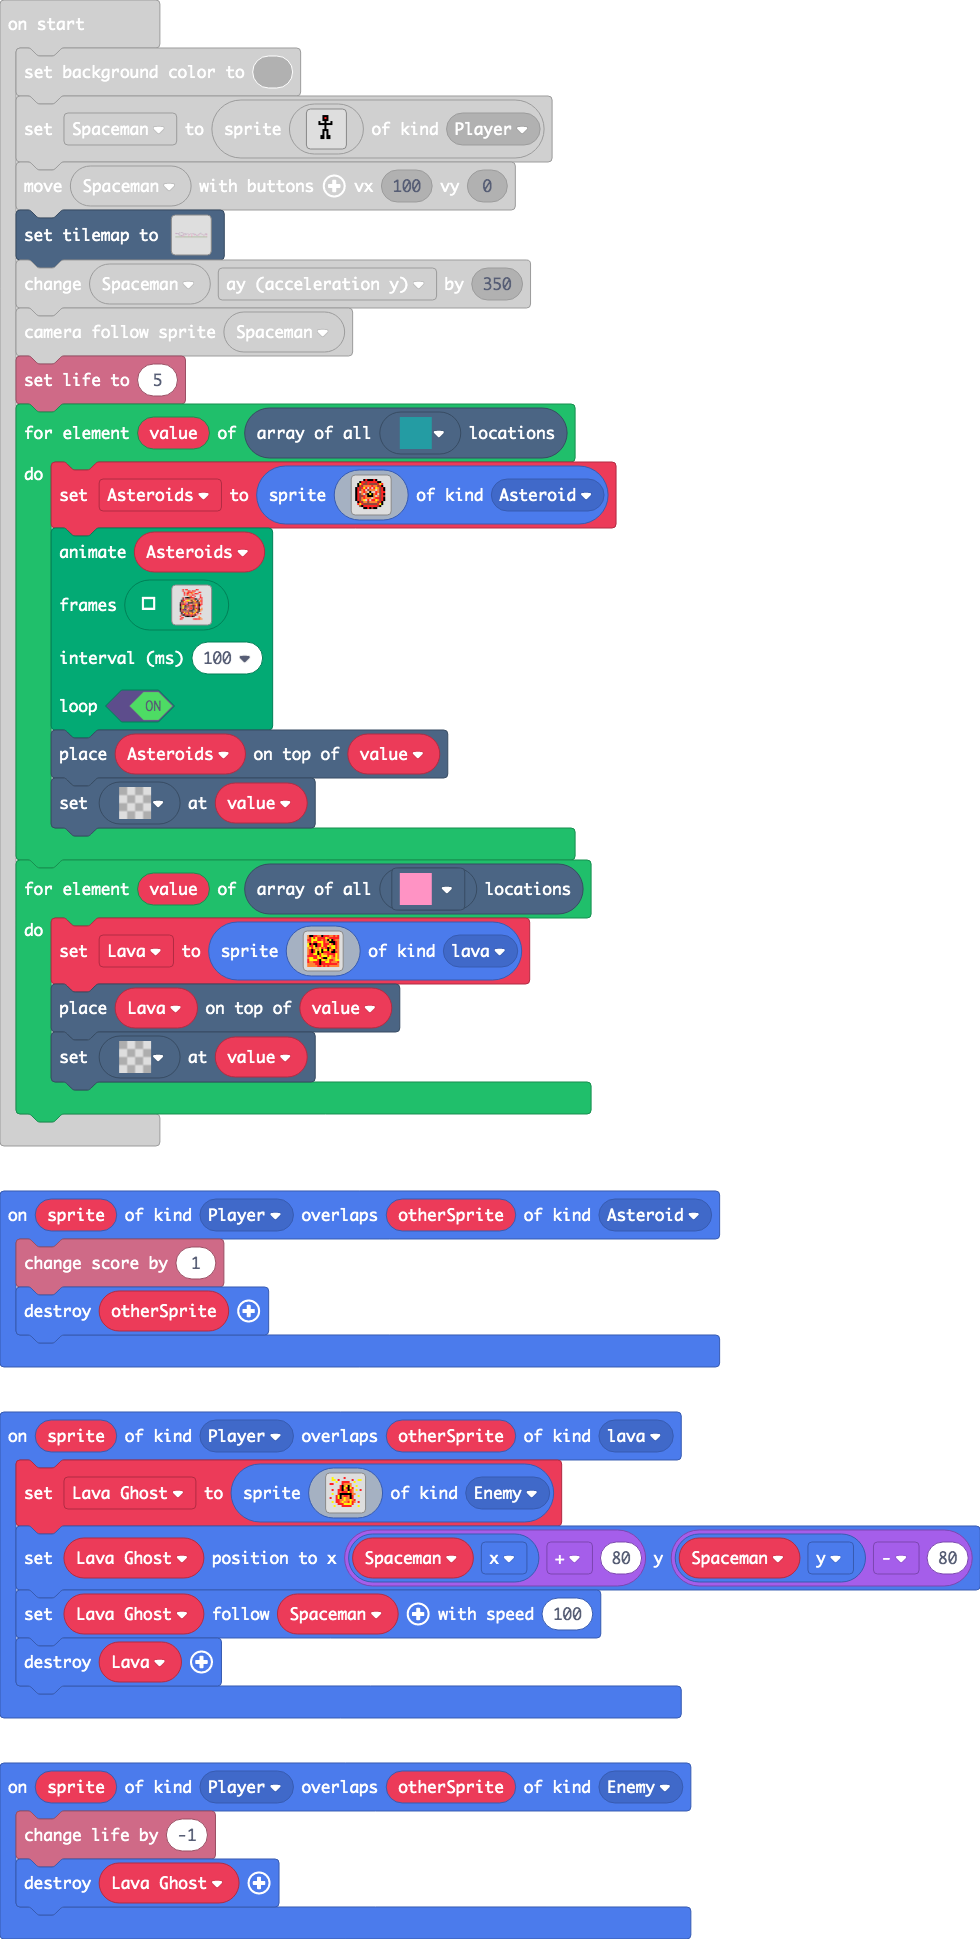 on start
set background color to
set Spaceman to sprite of kind Player
move Spaceman with buttons vx 100 vy 0
set tilemap to
change Spaceman ay (acceleration y) by 350
camera follow sprite Spaceman
set life to 5
for element value of array of all locations
do
set Asteroids to sprite of kind Asteroid
animate Asteroids
frames
interval (ms) 100
loop ON
place Asteroids on top of value
set at value
for element value of array of all locations
do
set Lava to sprite of kind lava
place Lava on top of value
set at value
on sprite of kind Player overlaps otherSprite of kind Asteroid
change score by 1
destroy otherSprite
on sprite of kind Player overlaps otherSprite of kind lava
set Lava Ghost to sprite of kind Enemy
set Lava Ghost position to x Spaceman x + 80 y Spaceman y - 80
set Lava Ghost follow Spaceman with speed 100
destroy Lava
on sprite of kind Player overlaps otherSprite of kind Enemy
change life by -1
destroy Lava Ghost